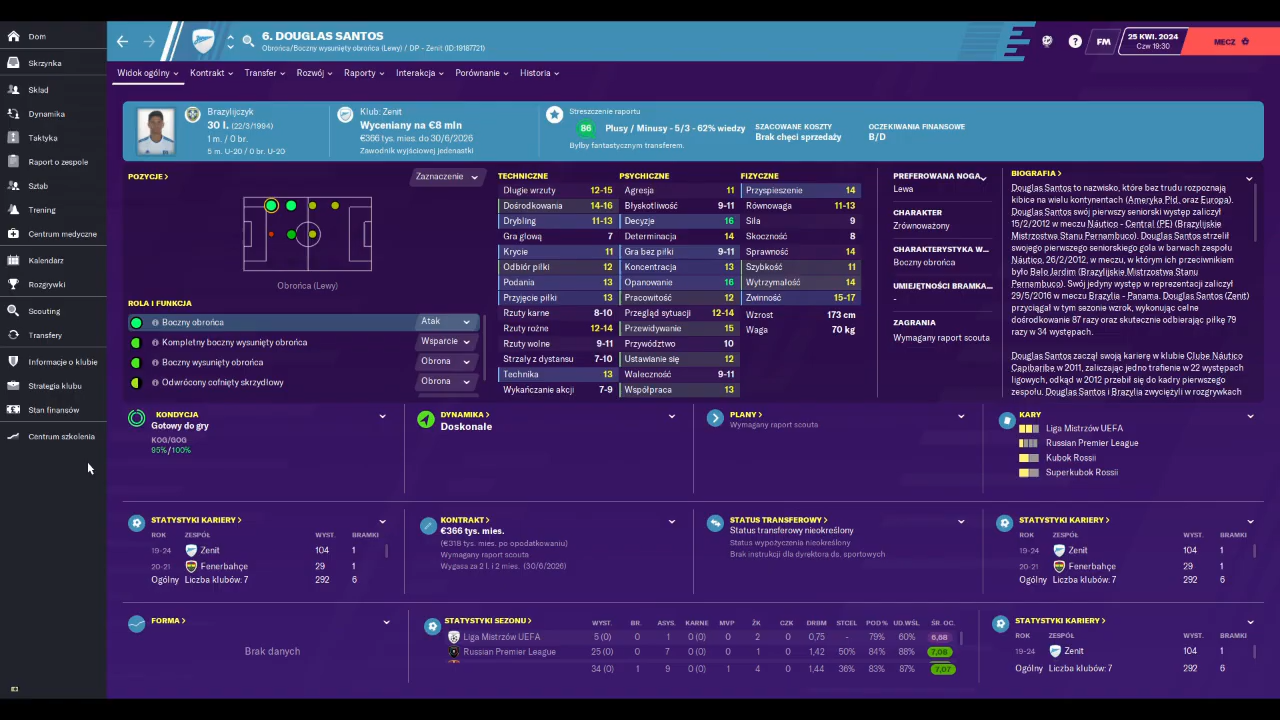 Dom
Skrzynka
Skład
Dynamika
Taktyka
Raport o zespole
Sztab
Trening
Centrum medyczne
Kalendarz
Rozgrywki
Scouting
Transfery
Informacje o klubie
Strategia klubu
Stan finansów
Centrum szkolenia
6. DOUGLAS SANTOS
Obrońca/Boczny wysunięty obrońca (Lewy) / DP - Zenit (ID:19187721)
FM
25 KWI. 2024
Czw 19:30
MECZ
Widok ogólny Kontrakt Transfer Rozwój Raporty Interakcja Porównanie Historia
Brazylijczyk
30 l. (22/3/1994)
1 m. / 0 br.
5 m. U-20 / 0 br. U-20
Klub: Zenit
Wyceniany na €8 mln
€366 tys. mies. do 30/6/2026
Zawodnik wyjściowej jedenastki
Streszczenie raportu
86 Plusy / Minusy - 5/3 - 62% wiedzy
Byłby fantastycznym transferem.
SZACOWANE KOSZTY
Brak chęci sprzedaży
OCZEKIWANIA FINANSOWE
B/D
POZYCJE
Zaznaczenie
Obrońca (Lewy)
ROLA I FUNKCJA
Boczny obrońca Atak
Kompletny boczny wysunięty obrońca Wsparcie
Boczny wysunięty obrońca Obrona
Odwrócony cofnięty skrzydłowy Obrona
TECHNICZNE
Długie wrzuty 12-15
Dośrodkowania 14-16
Drybling 11-13
Gra głową 7
Krycie 11
Odbiór piłki 12
Podania 13
Przyjęcie piłki 13
Rzuty karne 8-10
Rzuty rożne 12-14
Rzuty wolne 9-11
Strzały z dystansu 7-10
Technika 13
Wykańczanie akcji 7-9
PSYCHICZNE
Agresja 11
Błyskotliwość 9-11
Decyzje 16
Determinacja 14
Gra bez piłki 9-11
Koncentracja 13
Opanowanie 16
Pracowitość 12
Przegląd sytuacji 12-14
Przewidywanie 15
Przywództwo 10
Ustawianie się 12
Waleczność 9-11
Współpraca 13
FIZYCZNE
Przyspieszenie 14
Równowaga 11-13
Siła 9
Skoczność 8
Sprawność 14
Szybkość 11
Wytrzymałość 14
Zwinność 15-17
Wzrost 173 cm
Waga 70 kg
PREFEROWANA NOGA
Lewa
CHARAKTER
Zrównoważony
CHARAKTERYSTYKA W...
Boczny obrońca
UMIEJĘTNOŚCI BRAMKA...
-
ZAGRANIA
Wymagany raport scouta
BIOGRAFIA
Douglas Santos to nazwisko, które bez trudu rozpoznają
kibice na wielu kontynentach (Ameryka Płd. oraz Europa).
Douglas Santos swój pierwszy seniorski występ zaliczył
15/2/2012 w meczu Náutico - Central (PE) (Brazylijskie
Mistrzostwa Stanu Pernambuco). Douglas Santos strzelił
swojego pierwszego seniorskiego gola w barwach zespołu
Náutico, 26/2/2012, w meczu, w którym ich przeciwnikiem
było Belo Jardim (Brazylijskie Mistrzostwa Stanu
Pernambuco). Swój jedyny występ w reprezentacji zaliczył
29/5/2016 w meczu Brazylia - Panama. Douglas Santos (Zenit)
przyciągał w tym sezonie wzrok, wykonując celne
dośrodkowanie 87 razy oraz skutecznie odbierając piłkę 79
razy w 34 występach.
Douglas Santos zaczął swoją karierę w klubie Clube Náutico
Capibaribe w 2011, zaliczając jedno trafienie w 22 występach
ligowych, odkąd w 2012 przebił się do kadry pierwszego
zespołu. Douglas Santos i Brazylia zwyciężyli w rozgrywkach
KONDYCJA
Gotowy do gry
KOG/GOG
95%/100%
DYNAMIKA
Doskonałe
PLANY
Wymagany raport scouta
KARY
Liga Mistrzów UEFA
Russian Premier League
Kubok Rossii
Superkubok Rossii
STATYSTYKI KARIERY
ROK ZESPÓŁ WYST. BRAMKI
19-24 Zenit 104 1
20-21 Fenerbahçe 29 1
Ogólny Liczba klubów: 7 292 6
KONTRAKT
€366 tys. mies.
(€318 tys. mies. po opodatkowaniu)
Wymagany raport scouta
Wygasa za 2 l. i 2 mies. (30/6/2026)
STATUS TRANSFEROWY
Status transferowy nieokreślony
Status wypożyczenia nieokreślony
Brak instrukcji dla dyrektora ds. sportowych
STATYSTYKI KARIERY
ROK ZESPÓŁ WYST. BRAMKI
19-24 Zenit 104 1
20-21 Fenerbahçe 29 1
Ogólny Liczba klubów: 7 292 6
FORMA
Brak danych
STATYSTYKI SEZONU WYST. BR. ASYS. KARNE MVP ŻK CZK DRBM STCEL POD% UD.WŚL. ŚR. OC.
Liga Mistrzów UEFA 5 (0) 0 1 0 (0) 0 2 0 0,75 - 79% 60% 6,68
Russian Premier League 25 (0) 0 7 0 (0) 0 1 0 1,42 50% 84% 88% 7,08
34 (0) 1 9 0 (0) 1 4 0 1,44 36% 83% 87% 7,07
STATYSTYKI KARIERY
ROK ZESPÓŁ WYST. BRAMKI
19-24 Zenit 104 1
Ogólny Liczba klubów: 7 292 6